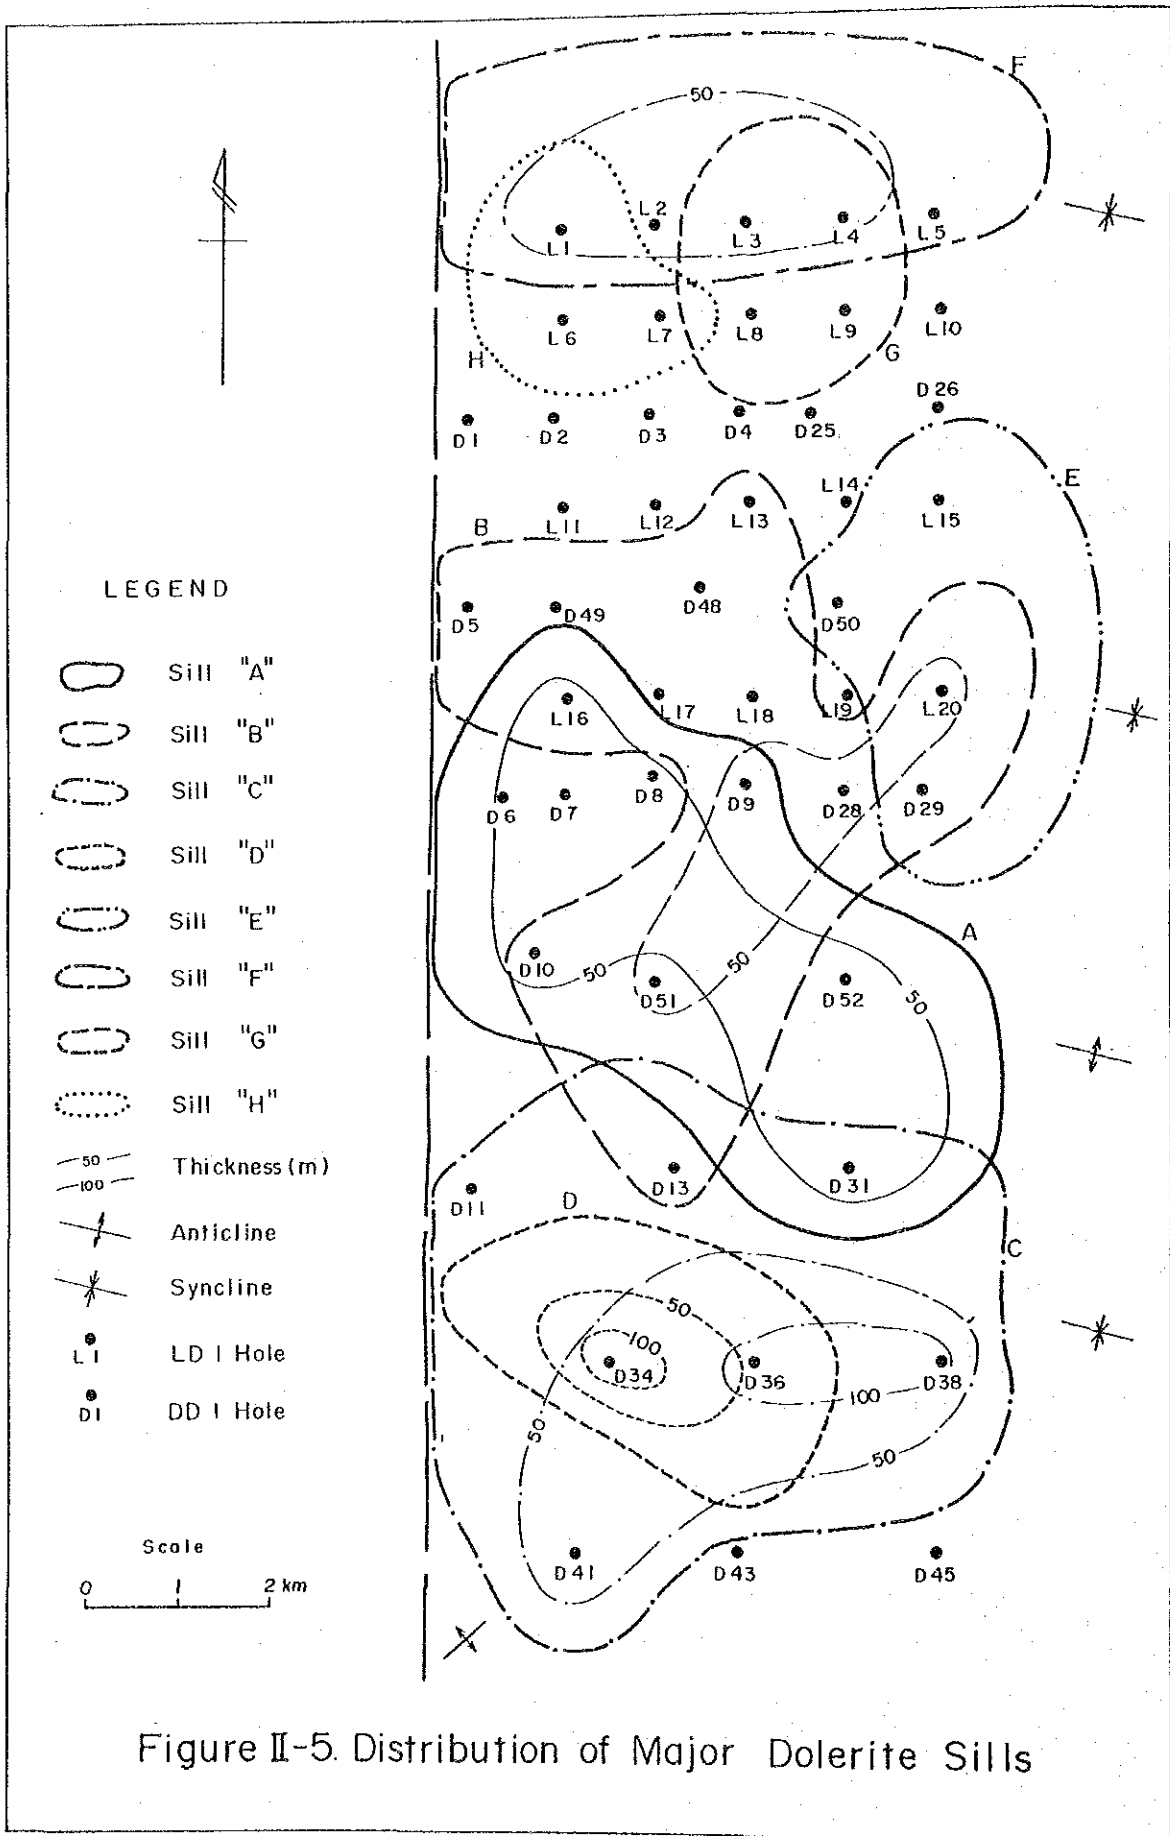 F
50
L2
L1
L3
L4
L5
L6
L7
L8
L9
L10
H
G
D26
D1
D2
D3
D4
D25
E
L14
B
L11
L12
L13
L15
LEGEND
D5
D49
D48
D50
Sill "A"
Sill "B"
Sill "C"
Sill "D"
Sill "E"
Sill "F"
Sill "G"
Sill "H"
50
100
Thickness (m)
Anticline
Syncline
L1
LD 1 Hole
D1
DD 1 Hole
L16
L17
L18
L19
L20
D6
D7
D8
D9
D28
D29
A
D10
50
50
D51
D52
50
D11
D13
D31
D
C
50
100
D34
D36
D38
100
50
50
D41
D43
D45
Scale
0 1 2 km
Figure II-5. Distribution of Major Dolerite Sills